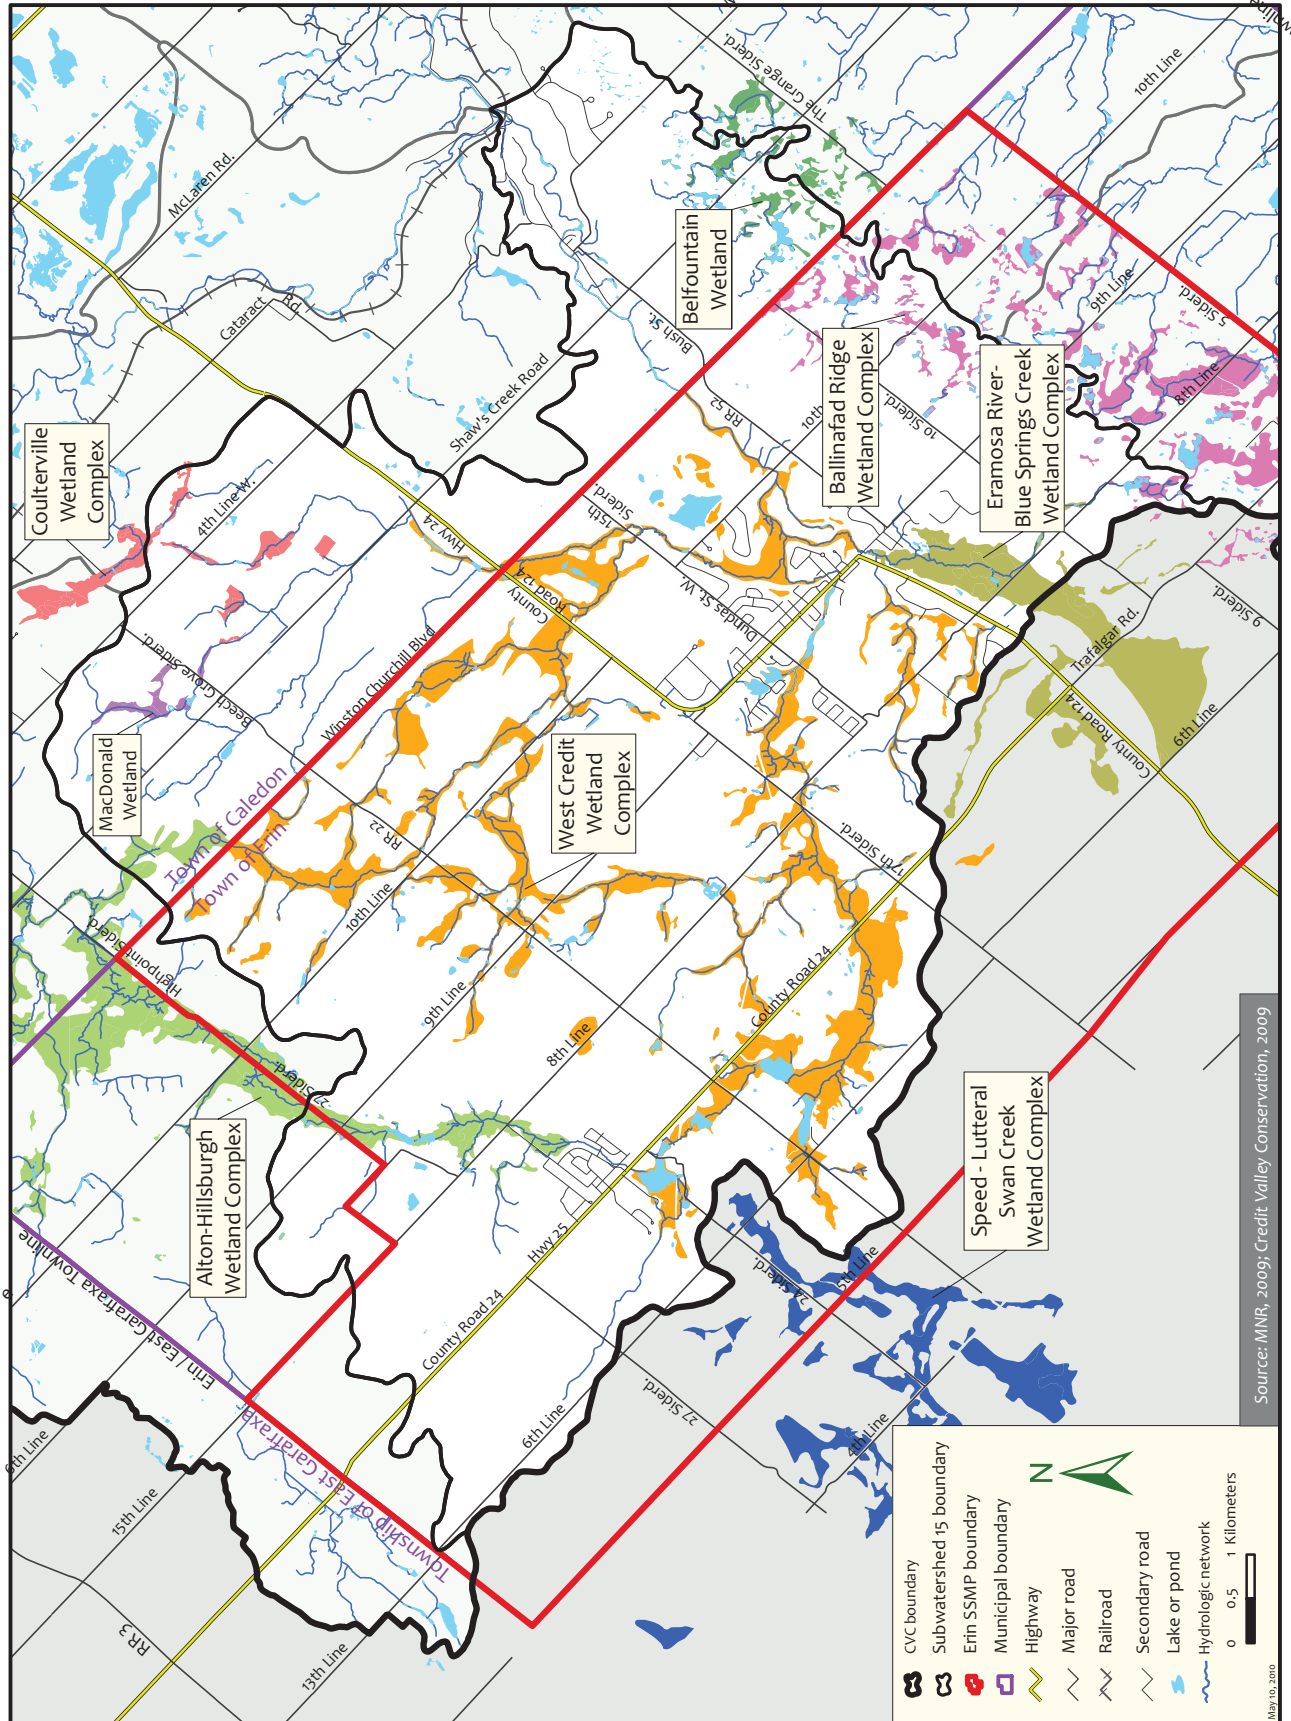 Coulterville
Wetland
Complex
MacDonald
Wetland
Belfountain
Wetland
Ballinafad Ridge
Wetland Complex
Eramosa River-
Blue Springs Creek
Wetland Complex
West Credit
Wetland
Complex
Alton-Hillsburgh
Wetland Complex
Speed - Lutteral
Swan Creek
Wetland Complex
McLaren Rd.
Cataract
Rd.
Shaw's Creek Road
Bush St.
The Grange Siderd.
10th Line
9th Line
5 Siderd.
8th Line
10 Siderd.
10th
RR 52
4th Line W.
Hwy 24
15th
Siderd.
Beech Grove Siderd.
Winston Churchill Blvd
County
Road 124
Dundas St. W.
Town of Caledon
Town of Erin
RR 22
10th Line
9th Line
8th Line
Highpoint Siderd.
27 Siderd.
17th Siderd.
County Road 24
Trafalgar Rd.
County Road 124
6th Line
9 Siderd.
Hwy 25
County Road 24
6th Line
24 Siderd.
5th Line
27 Siderd.
4th Line
Erin / East Garafraxa Townline
Township of East Garafraxa
6th Line
15th Line
13th Line
RR 3
CVC boundary
Subwatershed 15 boundary
Erin SSMP boundary
Municipal boundary
Highway
Major road
Railroad
Secondary road
Lake or pond
Hydrologic network
N
0 0.5 1 Kilometers
May 10, 2010
Source: MNR, 2009; Credit Valley Conservation, 2009